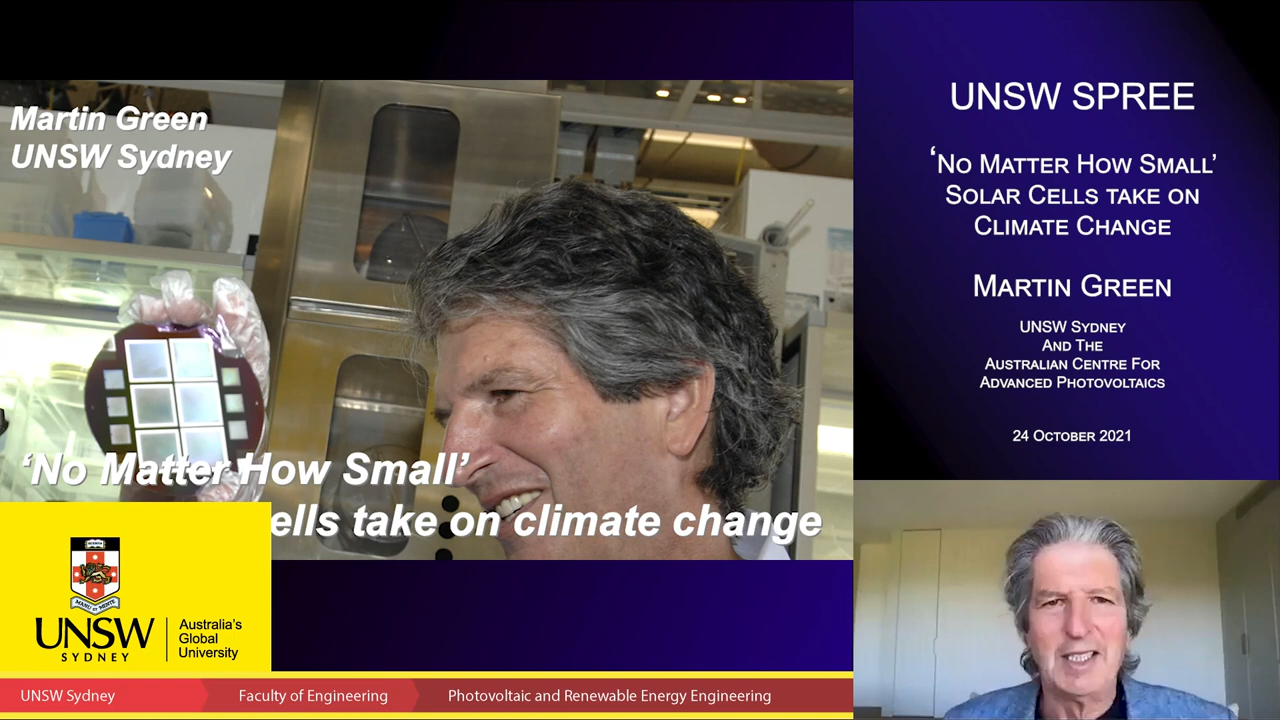 Martin Green
UNSW Sydney
'No Matter How Small'
ells take on climate change
UNSW
SYDNEY
Australia's
Global
University
UNSW Sydney
Faculty of Engineering
Photovoltaic and Renewable Energy Engineering
UNSW SPREE
'No Matter How Small'
Solar Cells take on
Climate Change
Martin Green
UNSW Sydney
And The
Australian Centre For
Advanced Photovoltaics
24 October 2021